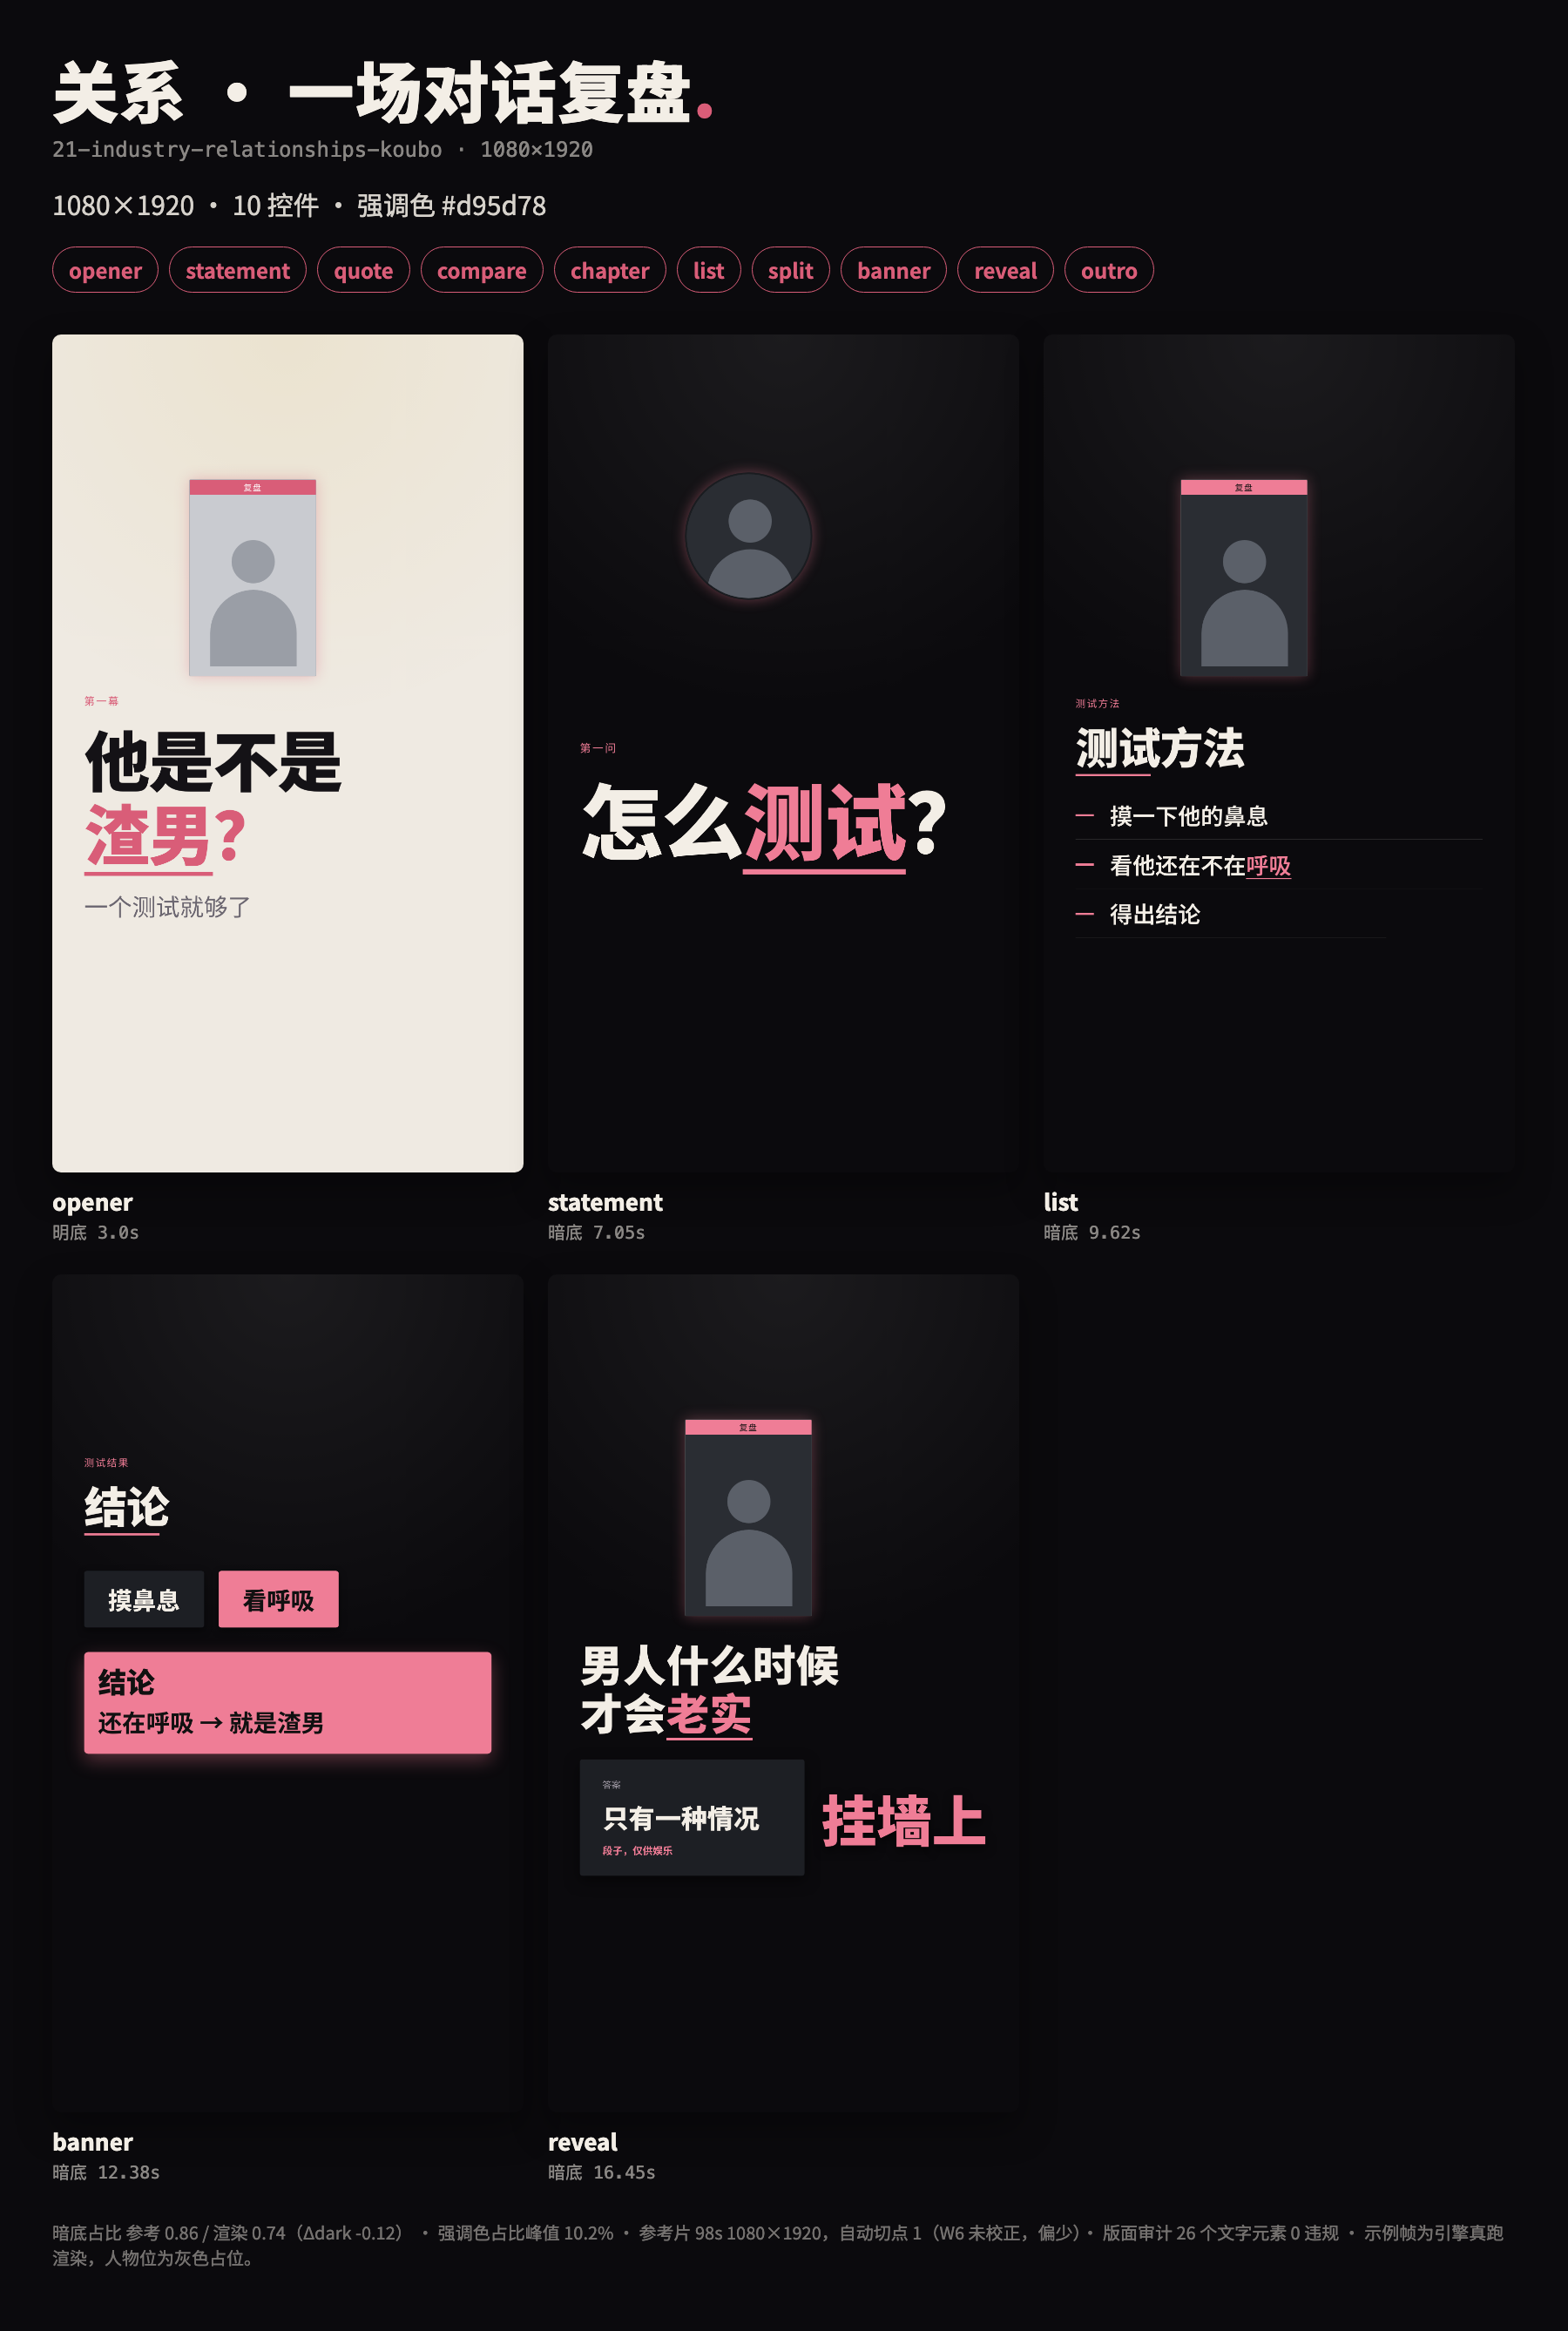 关系 · 一场对话复盘.
21-industry-relationships-koubo · 1080×1920
1080×1920 · 10 控件 · 强调色 #d95d78
opener statement quote compare chapter list split banner reveal outro
复盘
第一幕
他是不是
渣男？
一个测试就够了
opener
明底 3.0s
第一问
怎么测试？
statement
暗底 7.05s
复盘
测试方法
测试方法
— 摸一下他的鼻息
— 看他还在不在呼吸
— 得出结论
list
暗底 9.62s
测试结果
结论
摸鼻息 看呼吸
结论
还在呼吸 → 就是渣男
banner
暗底 12.38s
复盘
男人什么时候
才会老实
答案
只有一种情况
段子，仅供娱乐
挂墙上
reveal
暗底 16.45s
暗底占比 参考 0.86 / 渲染 0.74（Δdark -0.12） · 强调色占比峰值 10.2% · 参考片 98s 1080×1920，自动切点 1（W6 未校正，偏少）· 版面审计 26 个文字元素 0 违规 · 示例帧为引擎真跑
渲染，人物位为灰色占位。